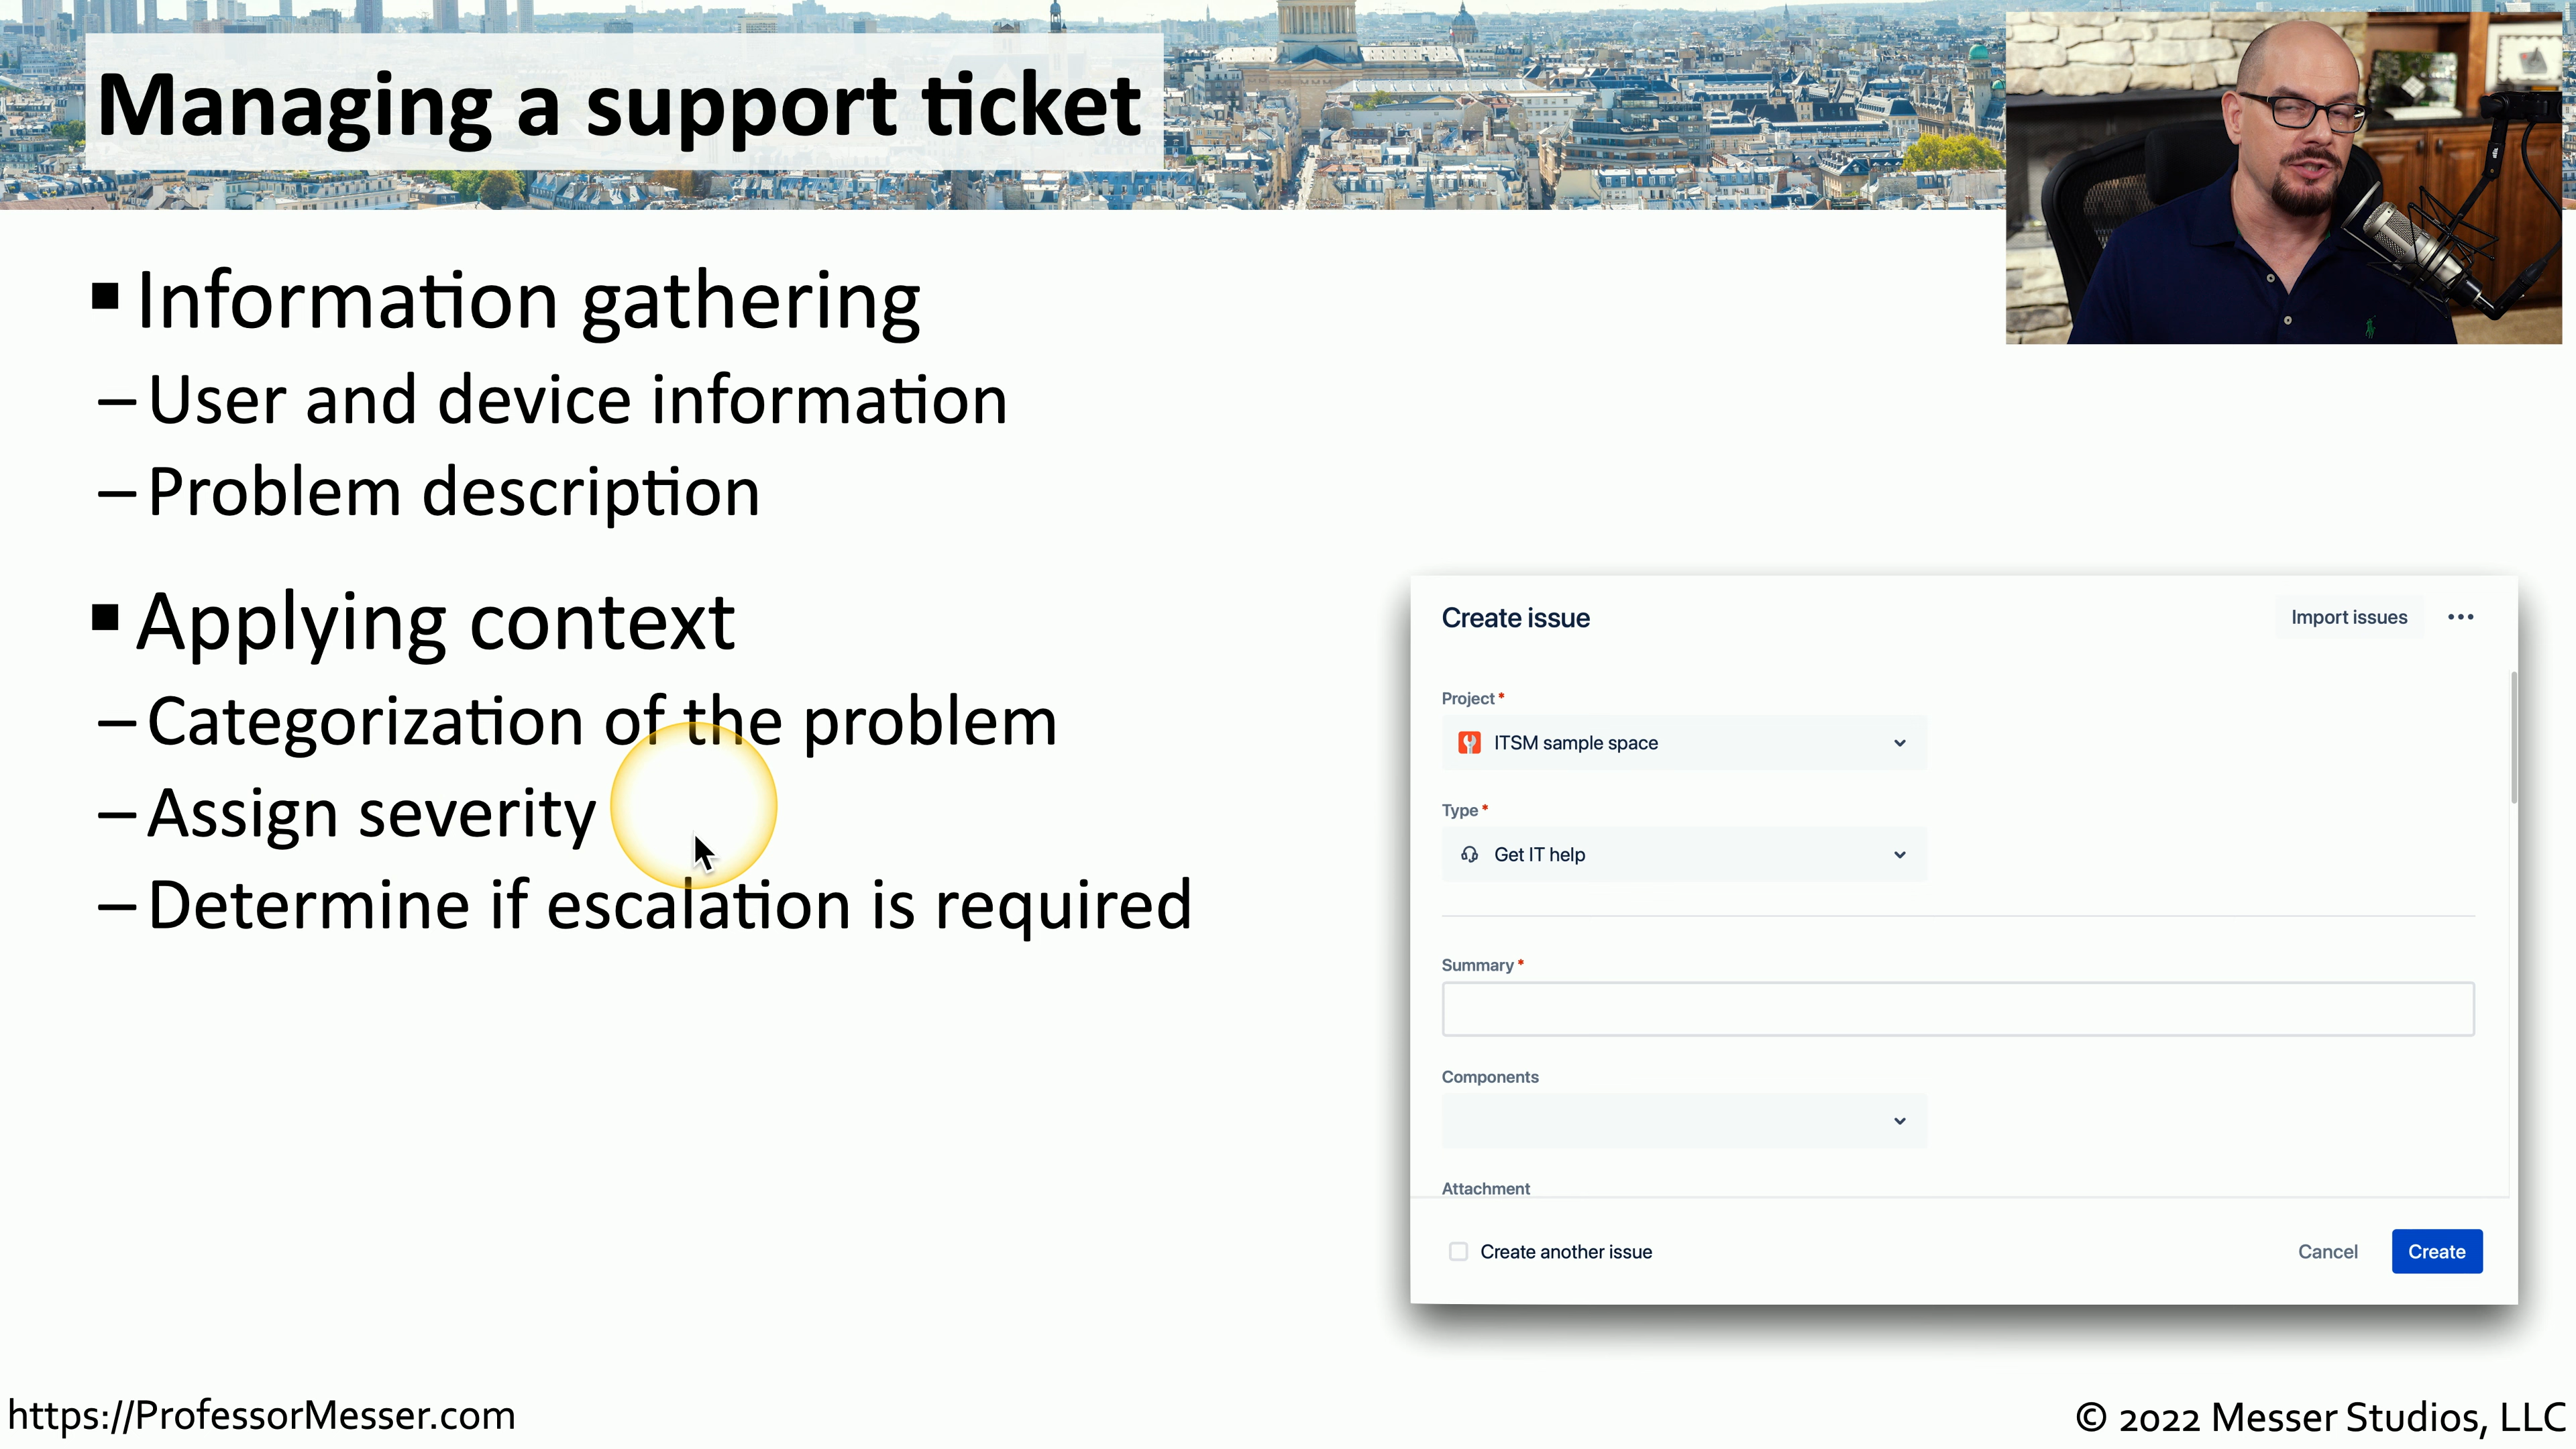 Managing a support ticket
▪ Information gathering
– User and device information
– Problem description
▪ Applying context
– Categorization of the problem
– Assign severity
– Determine if escalation is required
Create issue
Import issues
Project *
ITSM sample space
Type *
Get IT help
Summary *
Components
Attachment
Create another issue
Cancel
Create
https://ProfessorMesser.com
© 2022 Messer Studios, LLC